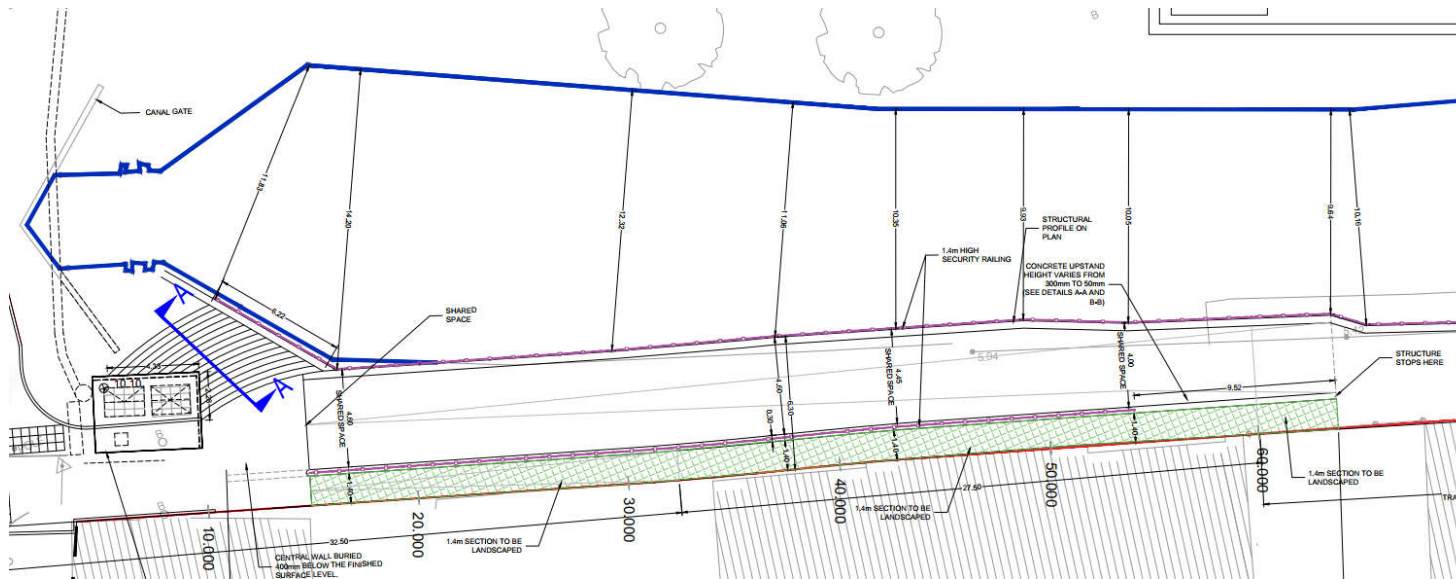 B
CANAL GATE
11.83
14.20
12.32
11.06
10.35
9.93
10.05
9.64
10.16
STRUCTURAL
PROFILE ON
PLAN
1.4m HIGH
SECURITY RAILING
CONCRETE UPSTAND
HEIGHT VARIES FROM
300mm TO 50mm
(SEE DETAILS A-A AND
B-B)
A
6.22
SHARED
SPACE
5.94
STRUCTURE
STOPS HERE
4.33
10.10
A
4.60
SHARED SPACE
4.60
6.30
0.30
4.45
SHARED SPACE
4.00
SHARED SPACE
9.52
1.40
1.40
1.40
1.40
1.4m SECTION TO BE
LANDSCAPED
1.4m SECTION TO BE
LANDSCAPED
1.4m SECTION TO BE
LANDSCAPED
27.50
32.50
10.000
20.000
30.000
40.000
50.000
60.000
TRA
CENTRAL WALL BURIED
400mm BELOW THE FINISHED
SURFACE LEVEL.